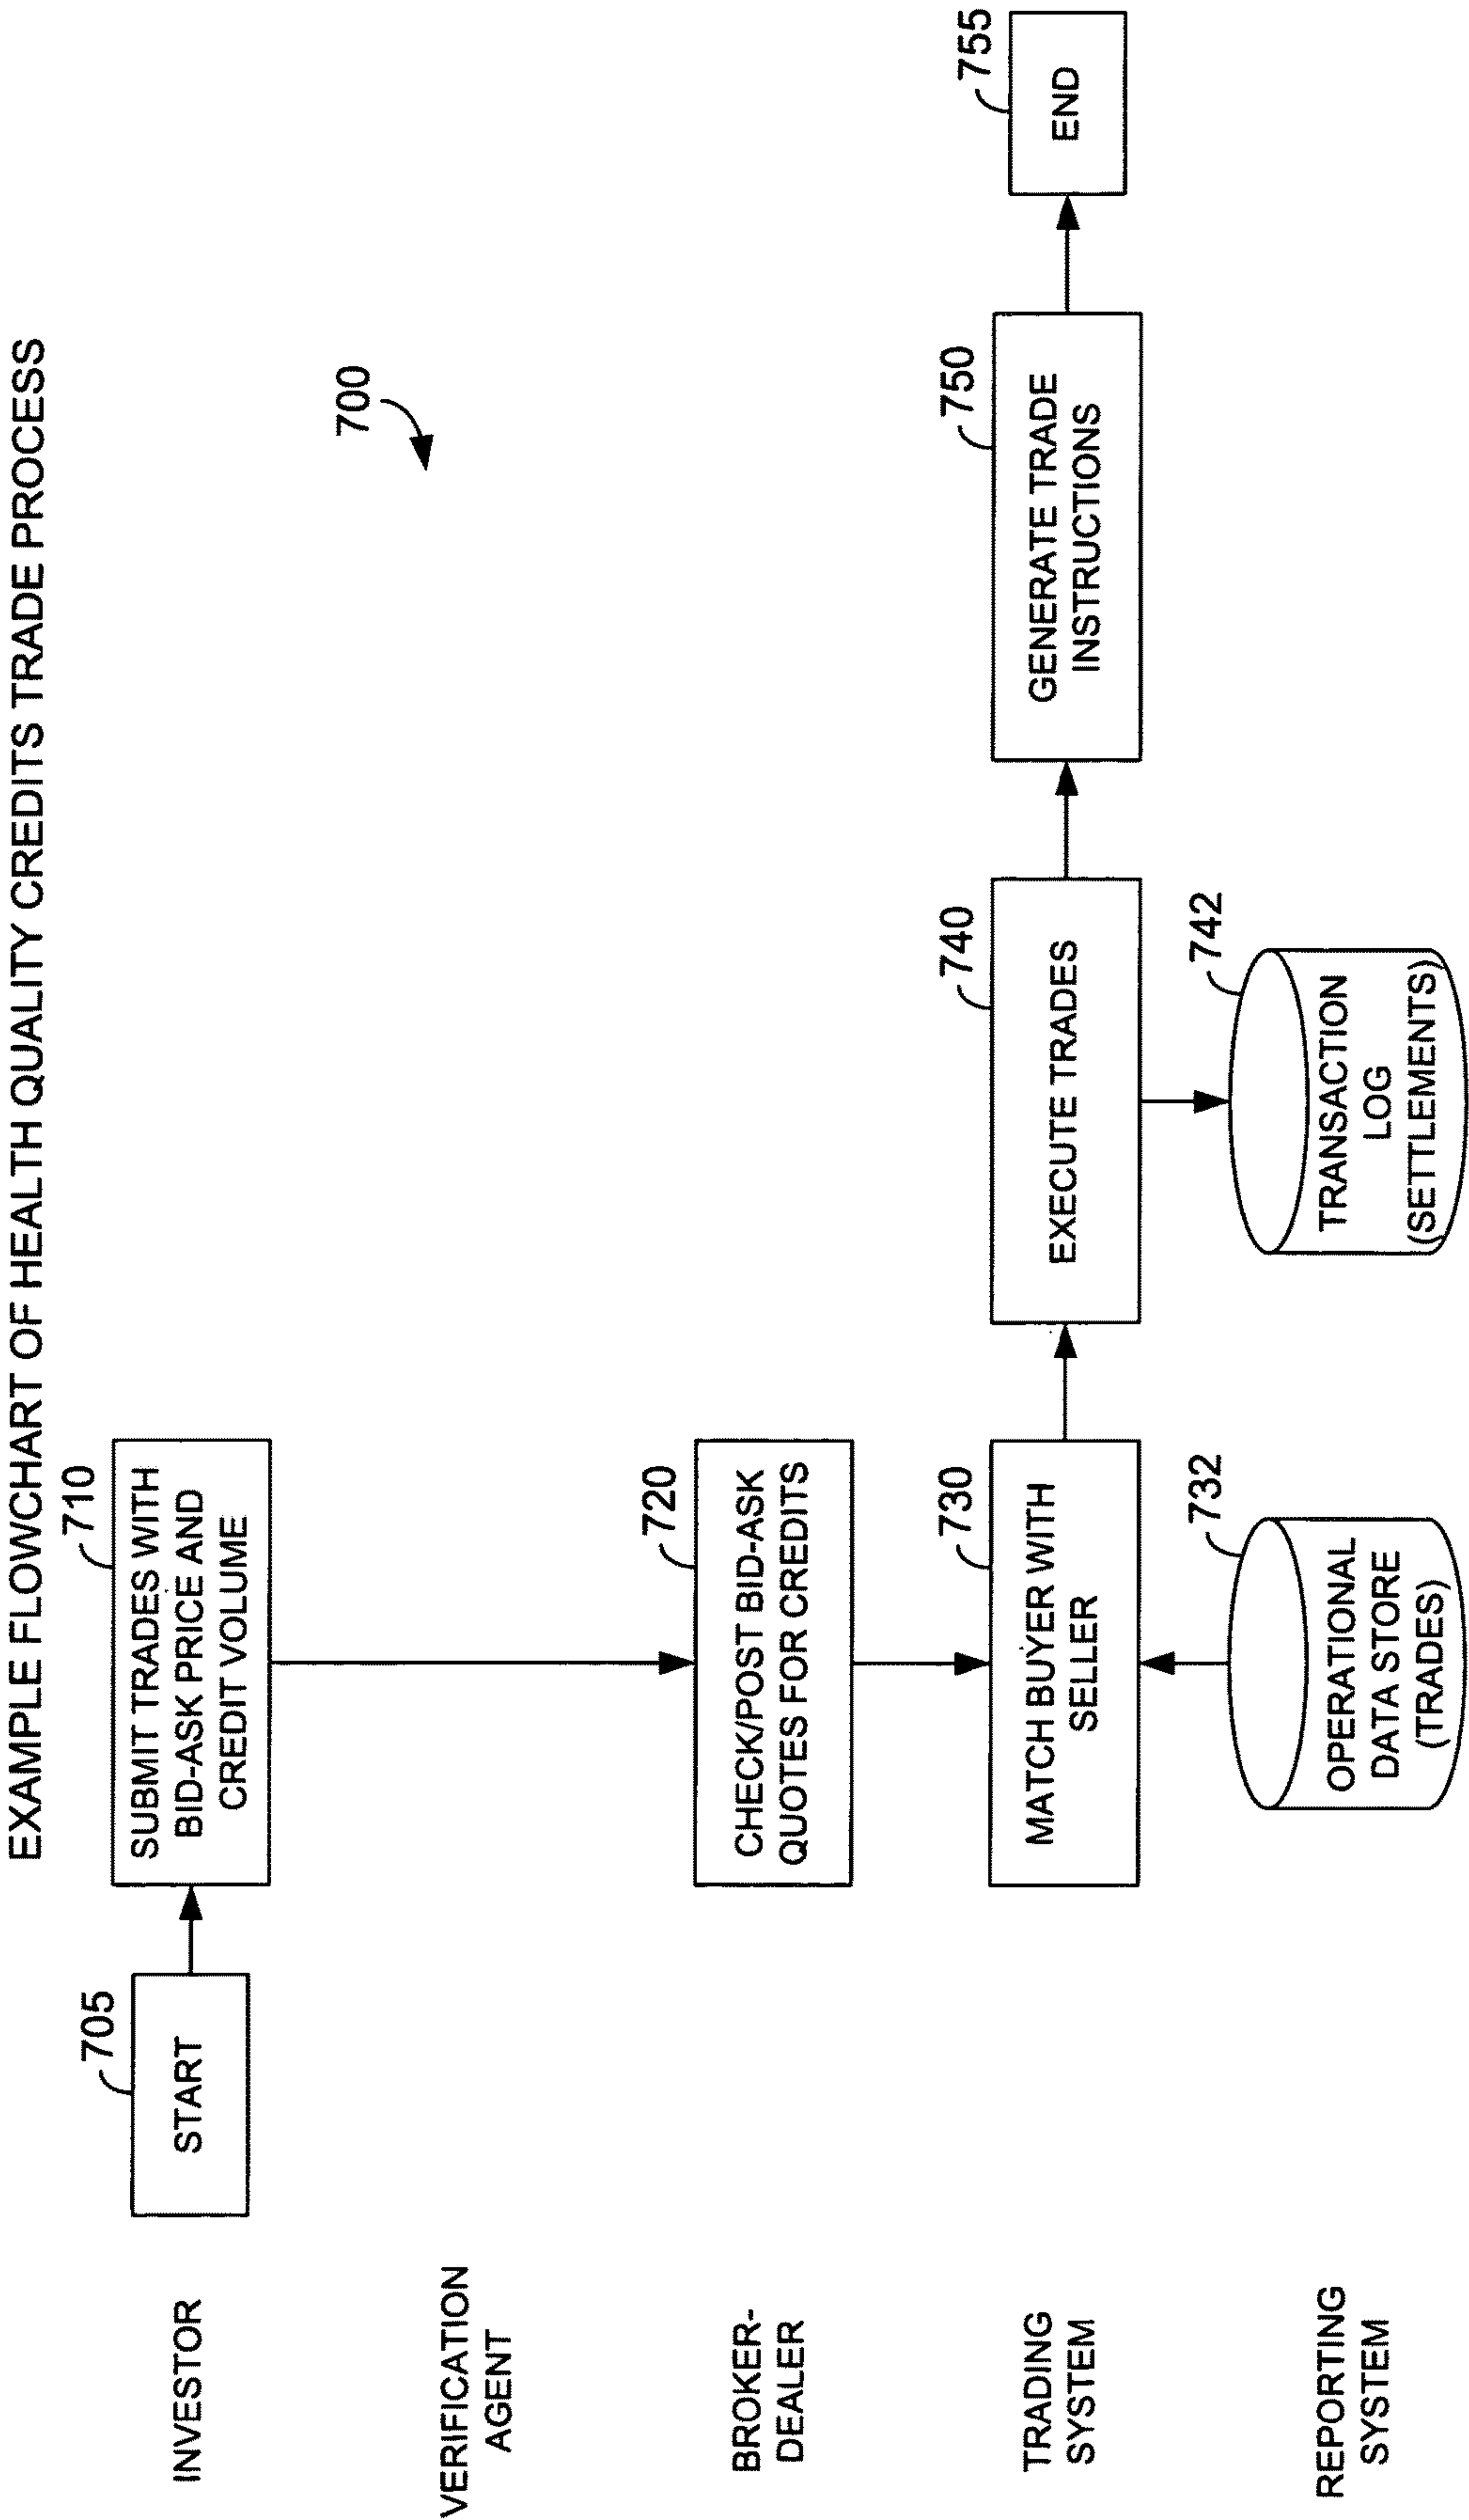 EXAMPLE FLOWCHART OF HEALTH QUALITY CREDITS TRADE PROCESS
700
INVESTOR
705
START
710
SUBMIT TRADES WITH
BID-ASK PRICE AND
CREDIT VOLUME
VERIFICATION
AGENT
BROKER-
DEALER
720
CHECK/POST BID-ASK
QUOTES FOR CREDITS
TRADING
SYSTEM
730
MATCH BUYER WITH
SELLER
740
EXECUTE TRADES
750
GENERATE TRADE
INSTRUCTIONS
755
END
REPORTING
SYSTEM
732
OPERATIONAL
DATA STORE
(TRADES)
742
TRANSACTION
LOG
(SETTLEMENTS)